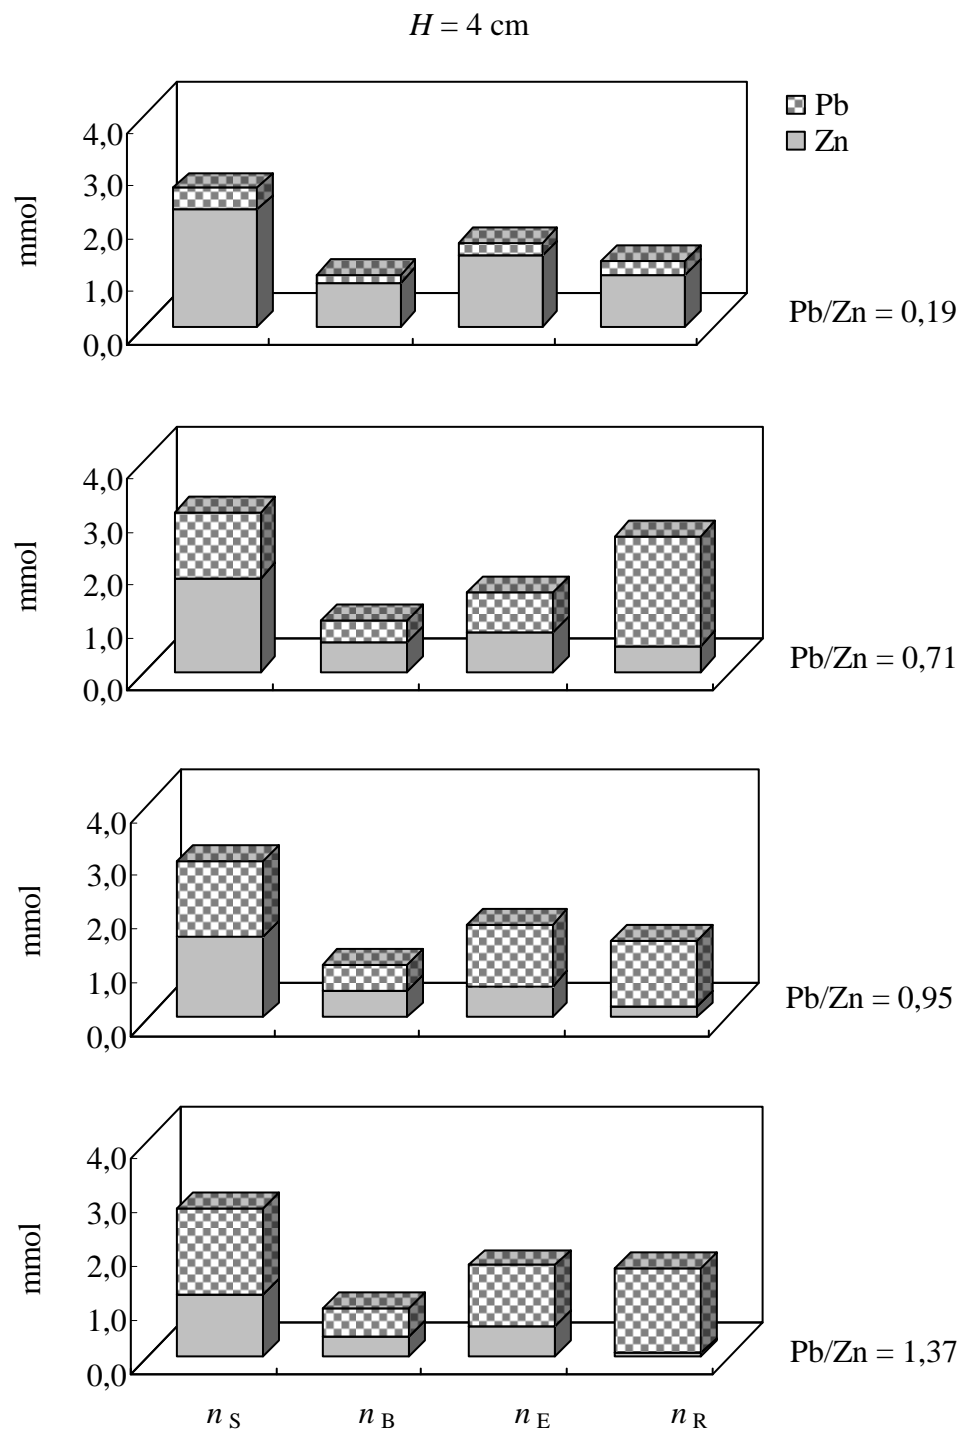 H = 4 cm
Pb
Zn
4,0
3,0
2,0
1,0
0,0
mmol
Pb/Zn = 0,19
4,0
3,0
2,0
1,0
0,0
mmol
Pb/Zn = 0,71
4,0
3,0
2,0
1,0
0,0
mmol
Pb/Zn = 0,95
4,0
3,0
2,0
1,0
0,0
mmol
Pb/Zn = 1,37
n S n B n E n R